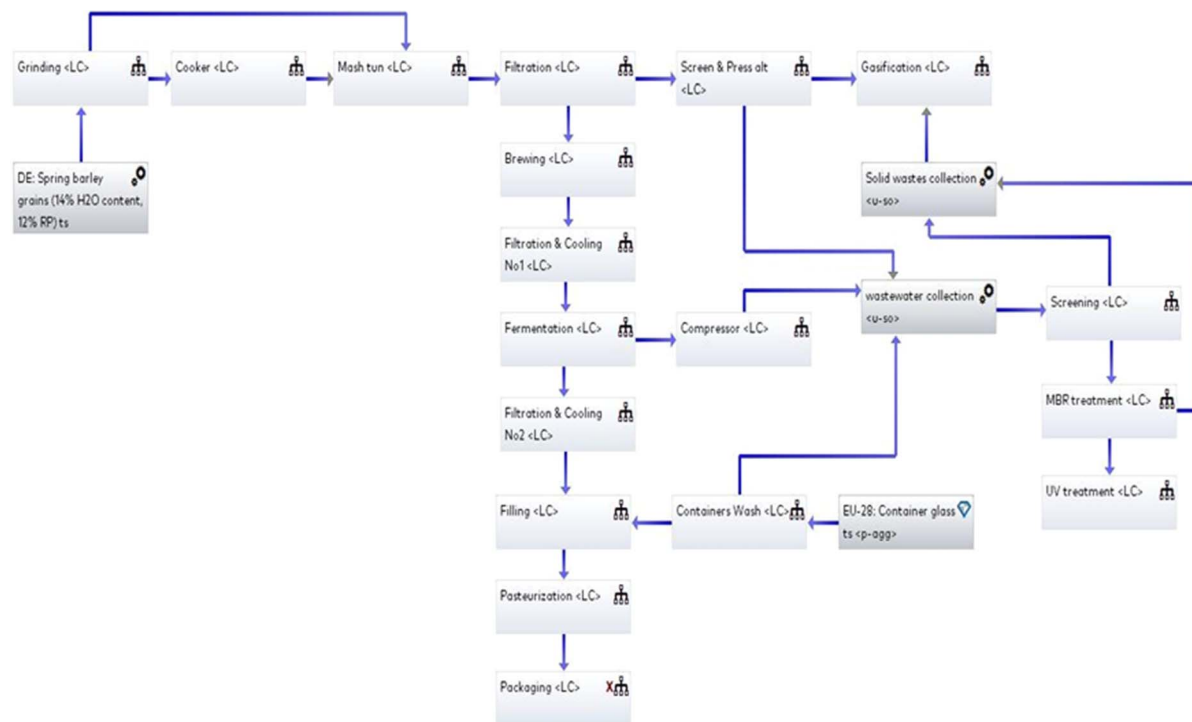 Grinding <LC>
Cooker <LC>
Mash tun <LC>
Filtration <LC>
Screen & Press alt
<LC>
Gasification <LC>
DE: Spring barley
grains (14% H2O content,
12% RP) ts
Brewing <LC>
Solid wastes collection
<u-so>
Filtration & Cooling
No1 <LC>
wastewater collection
<u-so>
Screening <LC>
Fermentation <LC>
Compressor <LC>
Filtration & Cooling
No2 <LC>
MBR treatment <LC>
UV treatment <LC>
Filling <LC>
Containers Wash <LC>
EU-28: Container glass
ts <p-agg>
Pasteurization <LC>
Packaging <LC>
X